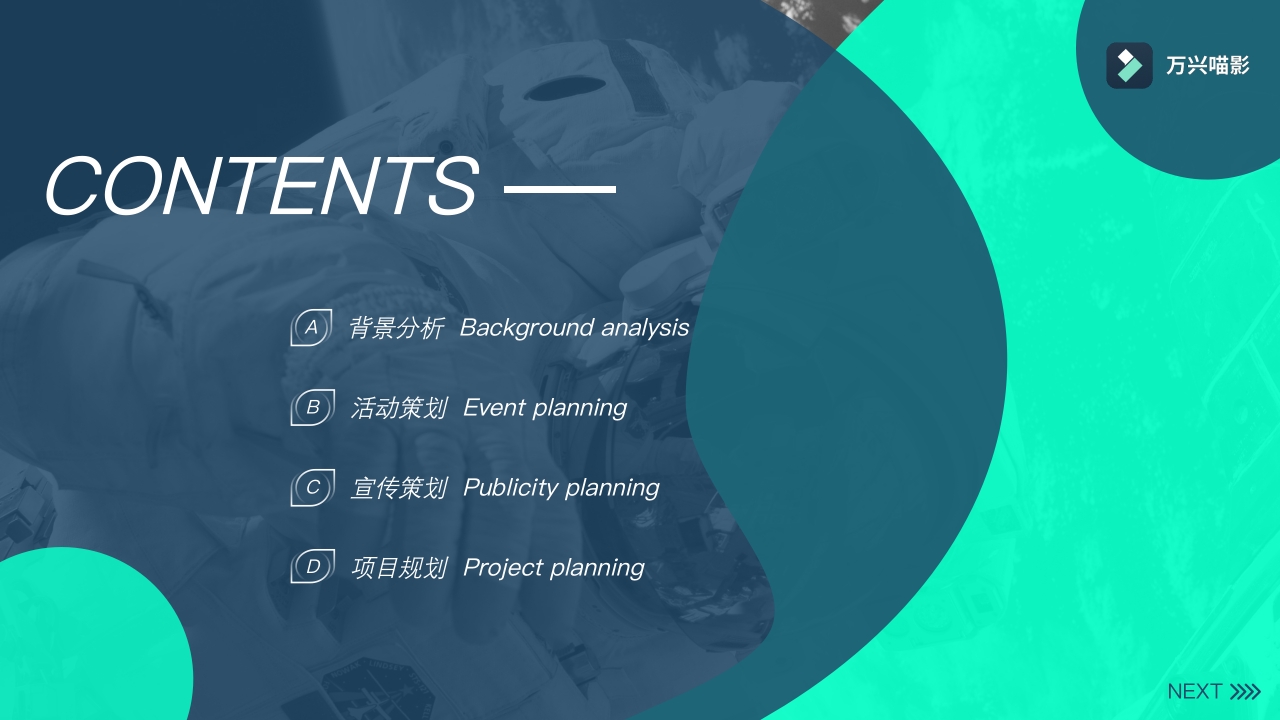 万兴喵影
CONTENTS
A 背景分析 Background analysis
B 活动策划 Event planning
C 宣传策划 Publicity planning
D 项目规划 Project planning
NEXT